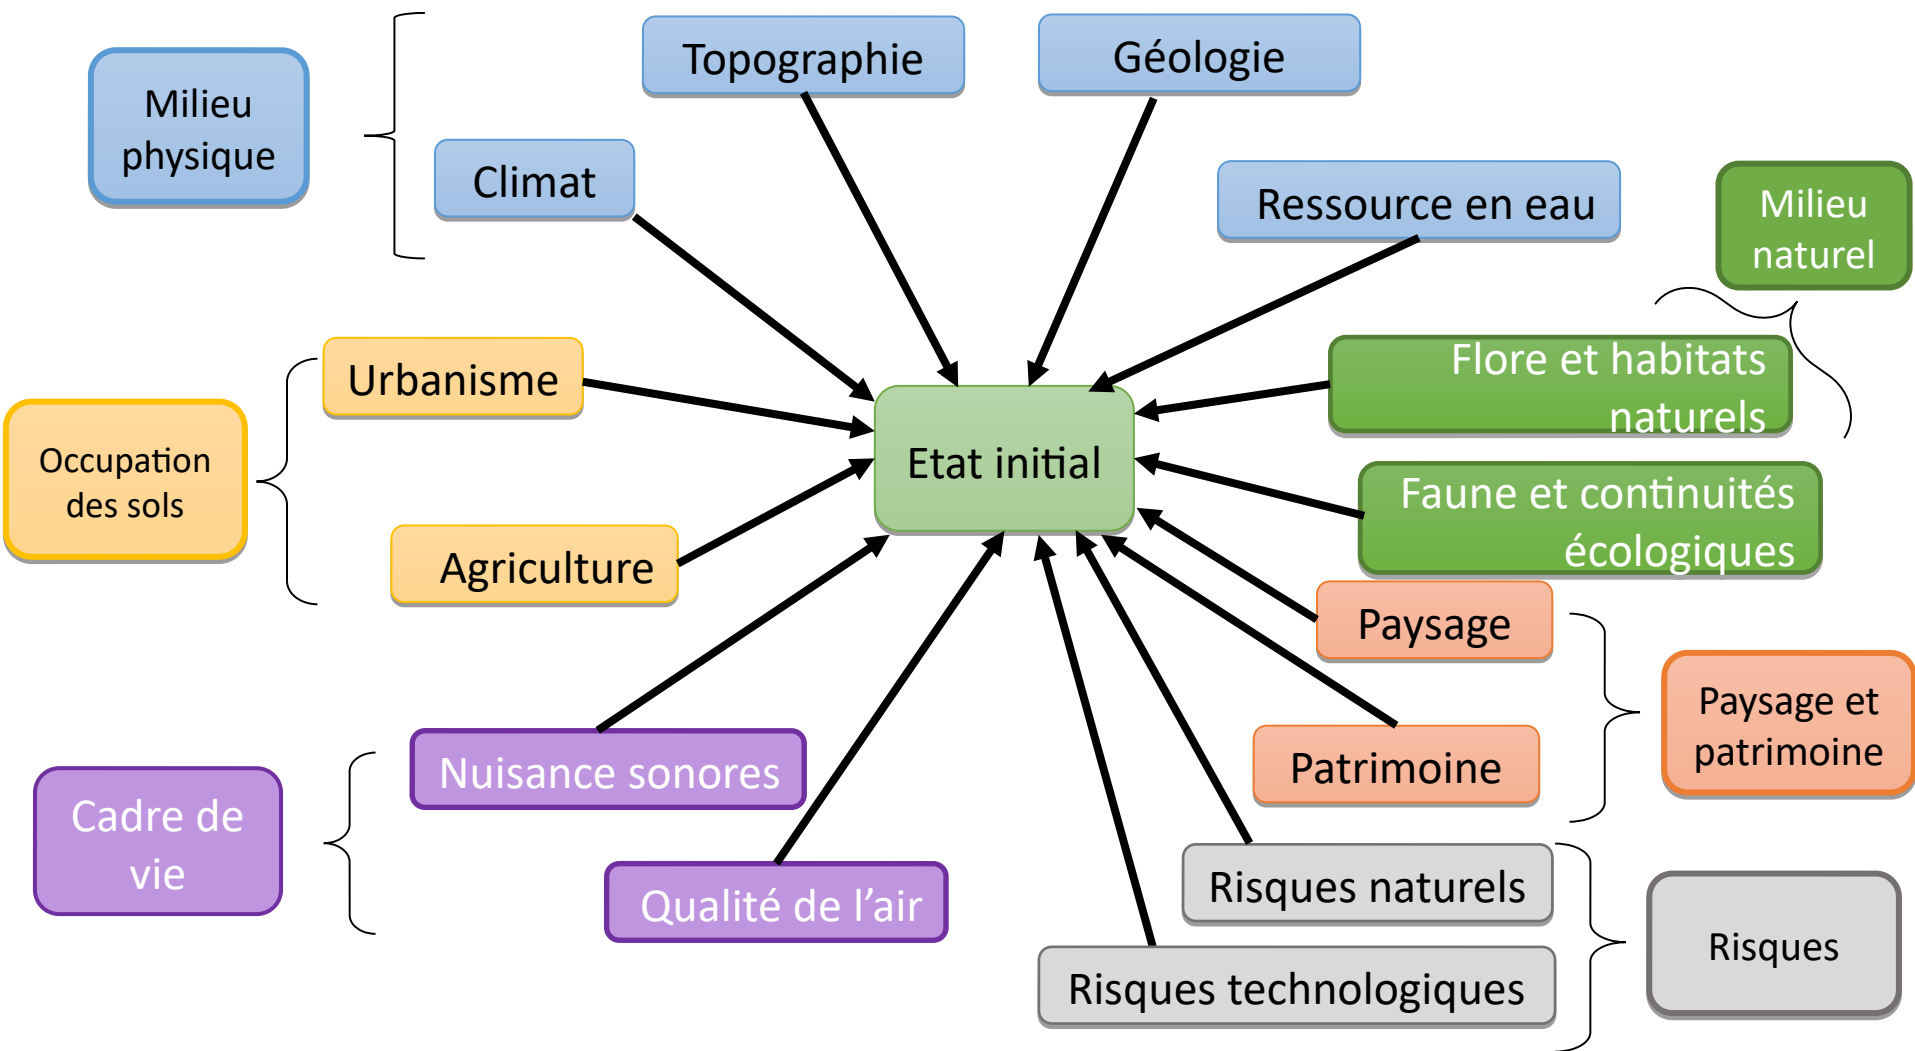 Milieu
physique
Topographie
Géologie
Climat
Ressource en eau
Milieu
naturel
Urbanisme
Flore et habitats
naturels
Occupation
des sols
Etat initial
Faune et continuités
écologiques
Agriculture
Paysage
Paysage et
patrimoine
Nuisance sonores
Patrimoine
Cadre de
vie
Qualité de l’air
Risques naturels
Risques
Risques technologiques